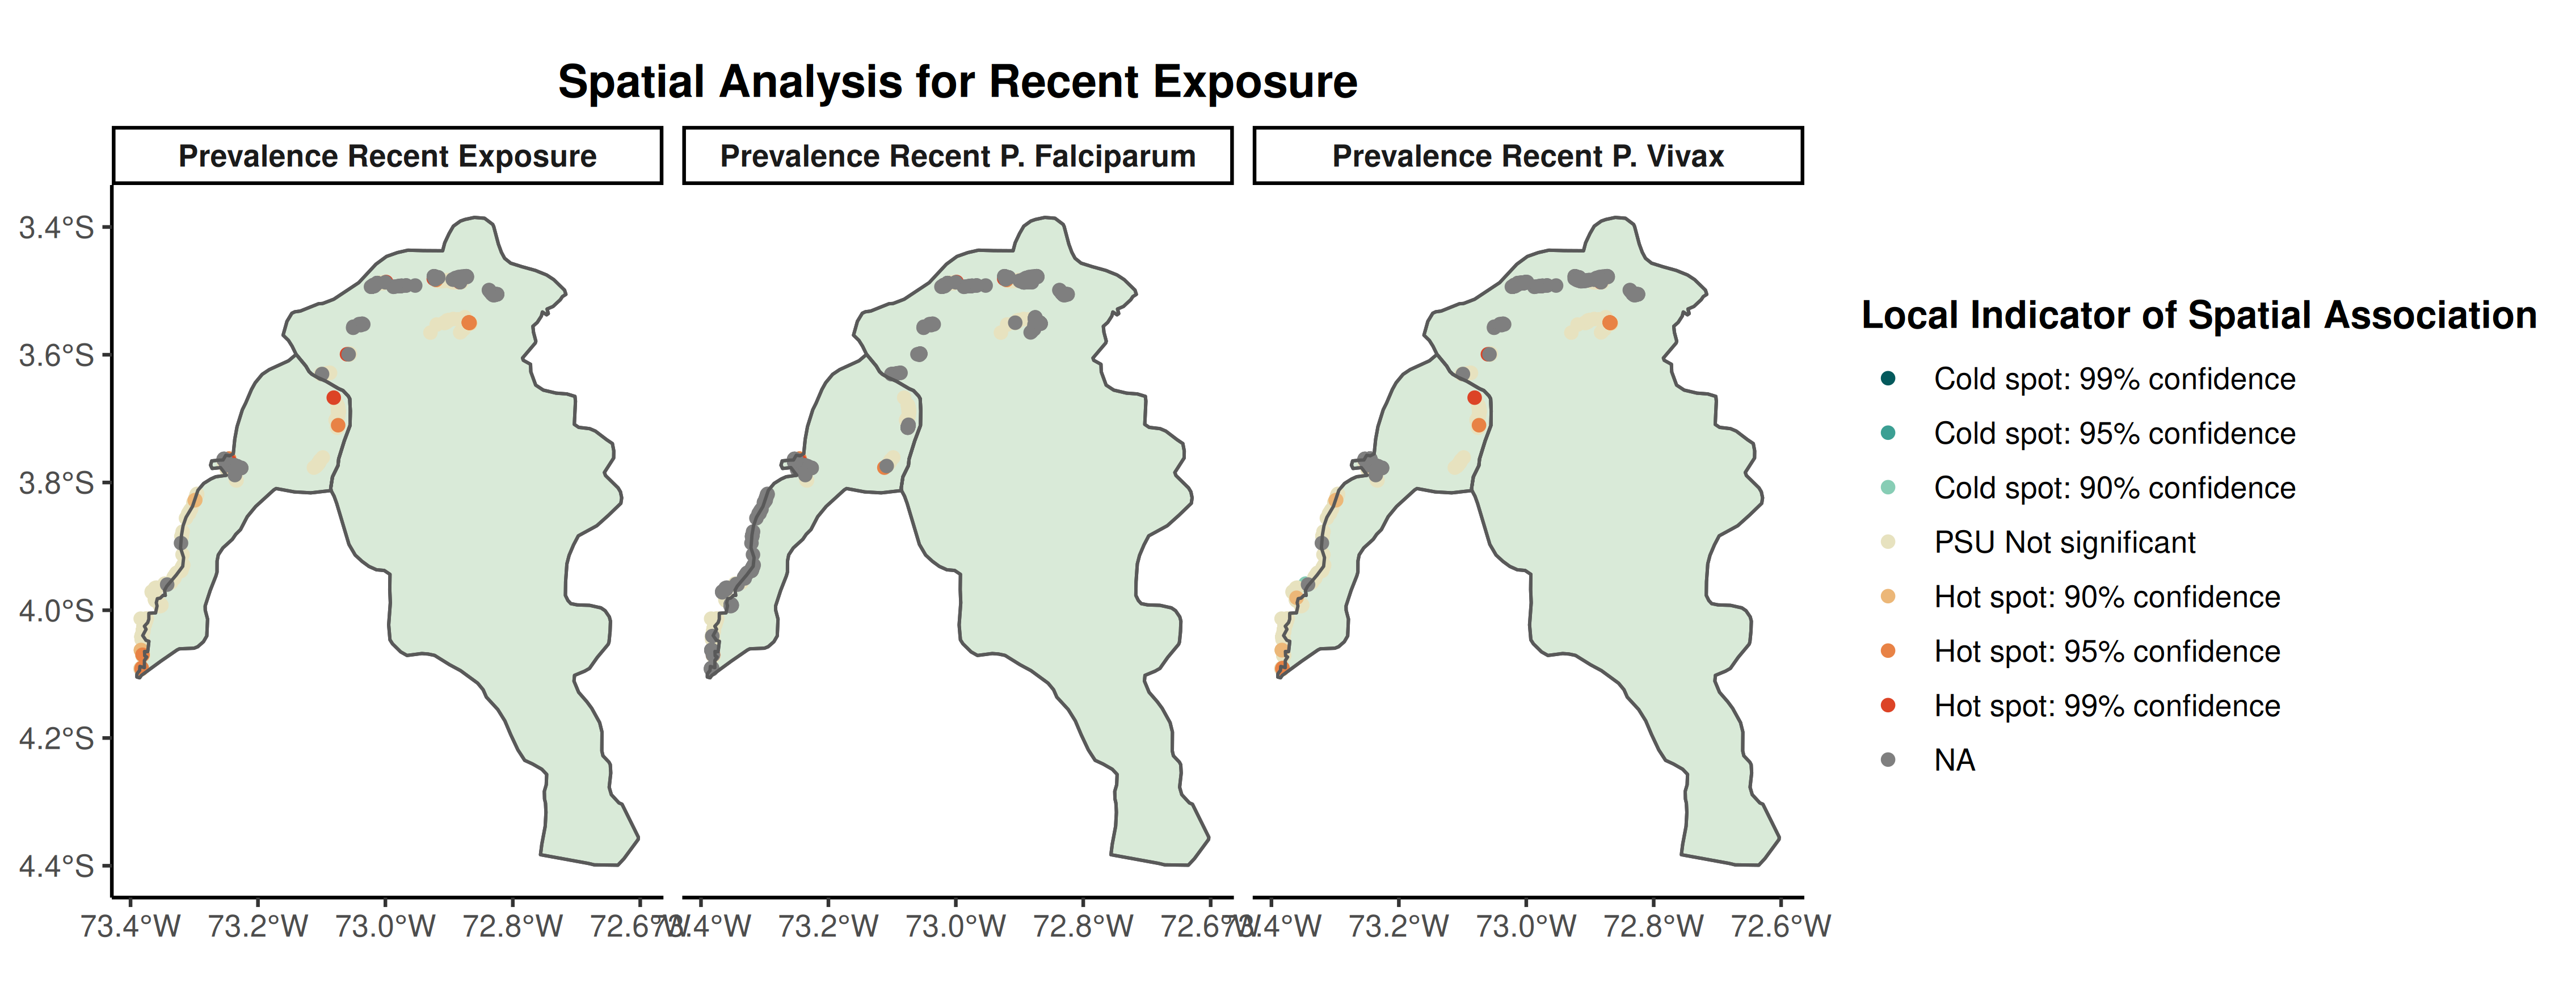 Spatial Analysis for Recent Exposure
Prevalence Recent Exposure
Prevalence Recent P. Falciparum
Prevalence Recent P. Vivax
3.4°S
3.6°S
3.8°S
4.0°S
4.2°S
4.4°S
73.4°W 73.2°W 73.0°W 72.8°W 72.6°W
73.4°W 73.2°W 73.0°W 72.8°W 72.6°W
73.4°W 73.2°W 73.0°W 72.8°W 72.6°W
Local Indicator of Spatial Association
Cold spot: 99% confidence
Cold spot: 95% confidence
Cold spot: 90% confidence
PSU Not significant
Hot spot: 90% confidence
Hot spot: 95% confidence
Hot spot: 99% confidence
NA